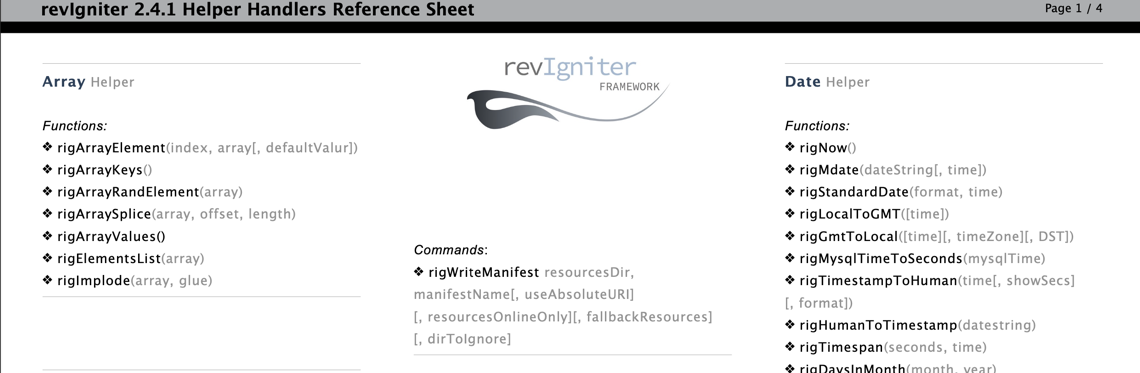 revIgniter 2.4.1 Helper Handlers Reference Sheet
Page 1 / 4
Array Helper
Functions:
❖ rigArrayElement(index, array[, defaultValur])
❖ rigArrayKeys()
❖ rigArrayRandElement(array)
❖ rigArraySplice(array, offset, length)
❖ rigArrayValues()
❖ rigElementsList(array)
❖ rigImplode(array, glue)
revIgniter
FRAMEWORK
Commands:
❖ rigWriteManifest resourcesDir,
manifestName[, useAbsoluteURI]
[, resourcesOnlineOnly][, fallbackResources]
[, dirToIgnore]
Date Helper
Functions:
❖ rigNow()
❖ rigMdate(dateString[, time])
❖ rigStandardDate(format, time)
❖ rigLocalToGMT([time])
❖ rigGmtToLocal([time][, timeZone][, DST])
❖ rigMysqlTimeToSeconds(mysqlTime)
❖ rigTimestampToHuman(time[, showSecs]
[, format])
❖ rigHumanToTimestamp(datestring)
❖ rigTimespan(seconds, time)
❖ rigDaysInMonth(month, year)